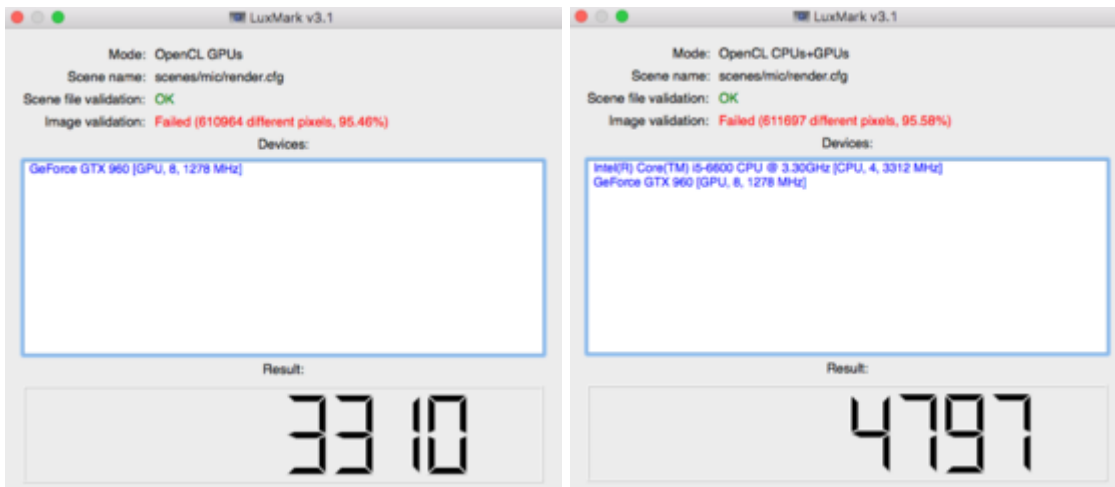 LuxMark v3.1
Mode: OpenCL GPUs
Scene name: scenes/mic/render.cfg
Scene file validation: OK
Image validation: Failed (610964 different pixels, 95.46%)
Devices:
GeForce GTX 960 [GPU, 8, 1278 MHz]
Result:
3310
LuxMark v3.1
Mode: OpenCL CPUs+GPUs
Scene name: scenes/mic/render.cfg
Scene file validation: OK
Image validation: Failed (611697 different pixels, 95.58%)
Devices:
Intel(R) Core(TM) i5-6600 CPU @ 3.30GHz [CPU, 4, 3312 MHz]
GeForce GTX 960 [GPU, 8, 1278 MHz]
Result:
4797